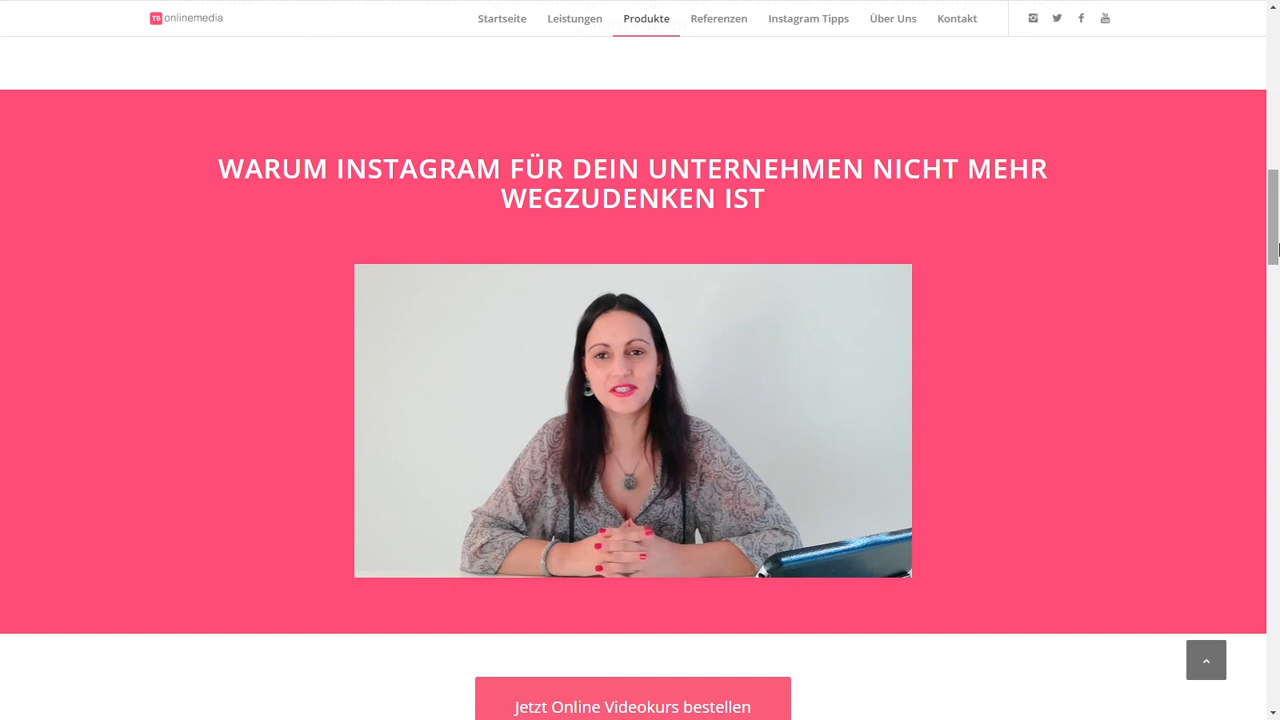 TS onlinemedia
Startseite Leistungen Produkte Referenzen Instagram Tipps Über Uns Kontakt
WARUM INSTAGRAM FÜR DEIN UNTERNEHMEN NICHT MEHR
WEGZUDENKEN IST
Jetzt Online Videokurs bestellen